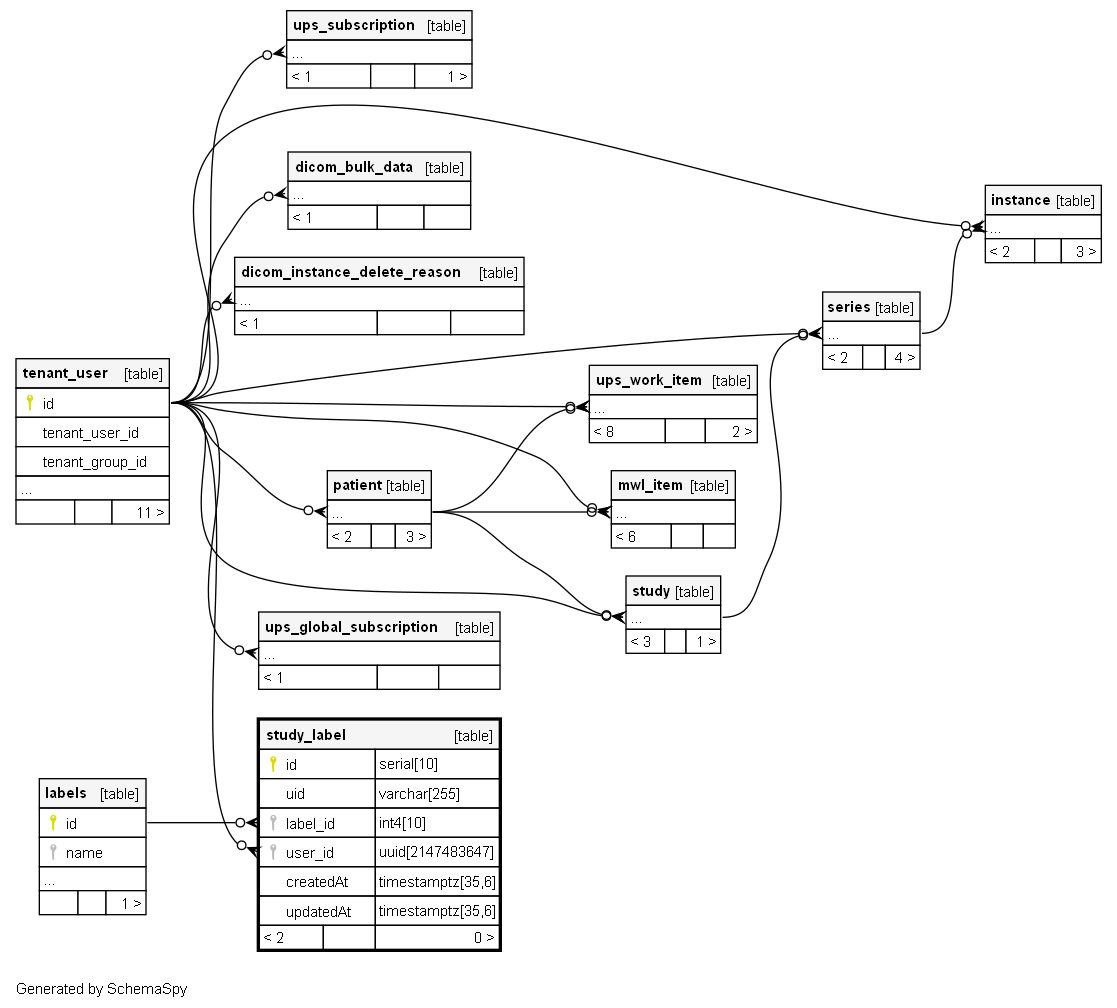 ups_subscription [table]
...
< 1 1 >
dicom_bulk_data [table]
...
< 1
instance [table]
...
< 2 3 >
dicom_instance_delete_reason [table]
...
< 1
series [table]
...
< 2 4 >
tenant_user [table]
id
tenant_user_id
tenant_group_id
...
11 >
ups_work_item [table]
...
< 8 2 >
patient [table]
...
< 2 3 >
mwl_item [table]
...
< 6
study [table]
...
< 3 1 >
ups_global_subscription [table]
...
< 1
study_label [table]
id serial[10]
uid varchar[255]
label_id int4[10]
user_id uuid[2147483647]
createdAt timestamptz[35,6]
updatedAt timestamptz[35,6]
< 2 0 >
labels [table]
id
name
...
1 >
Generated by SchemaSpy